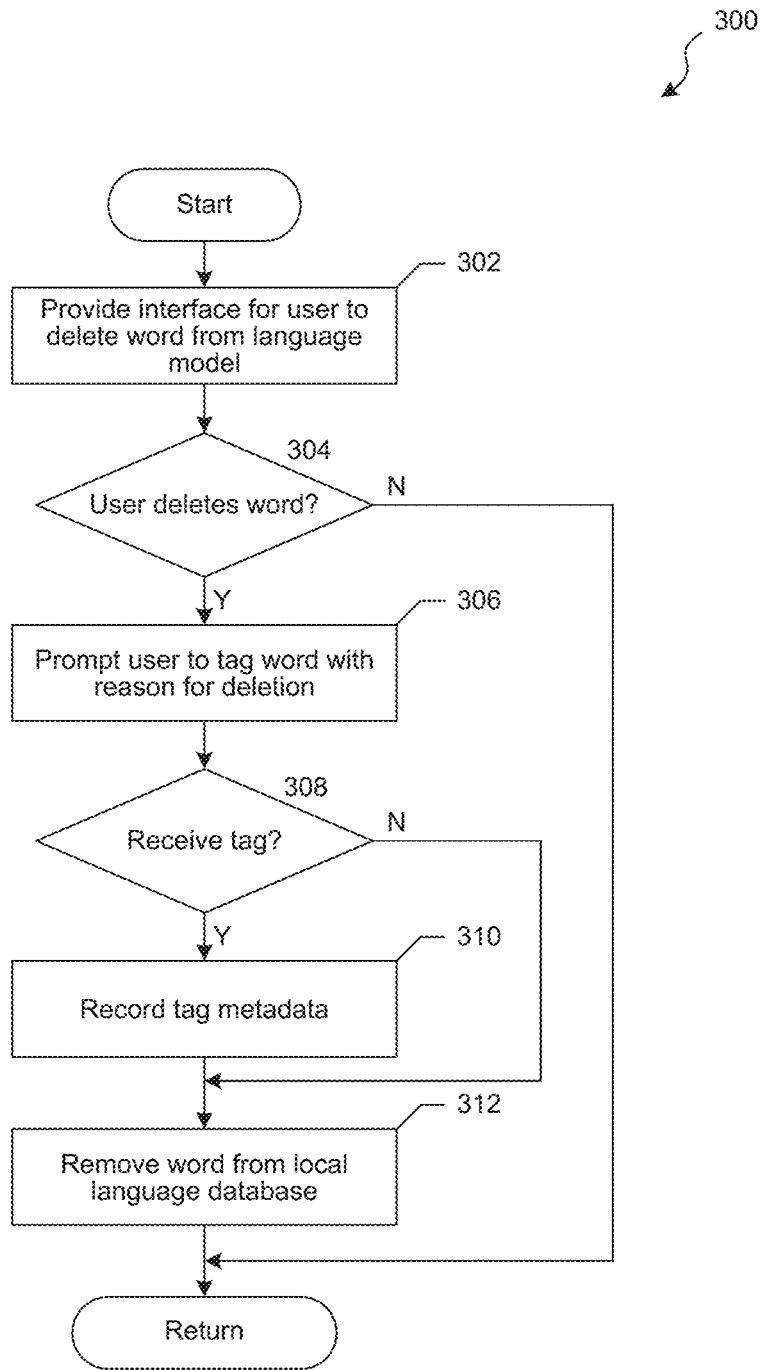 300
Start
302
Provide interface for user to
delete word from language
model
304
User deletes word?
N
Y
306
Prompt user to tag word with
reason for deletion
308
Receive tag?
N
Y
310
Record tag metadata
312
Remove word from local
language database
Return